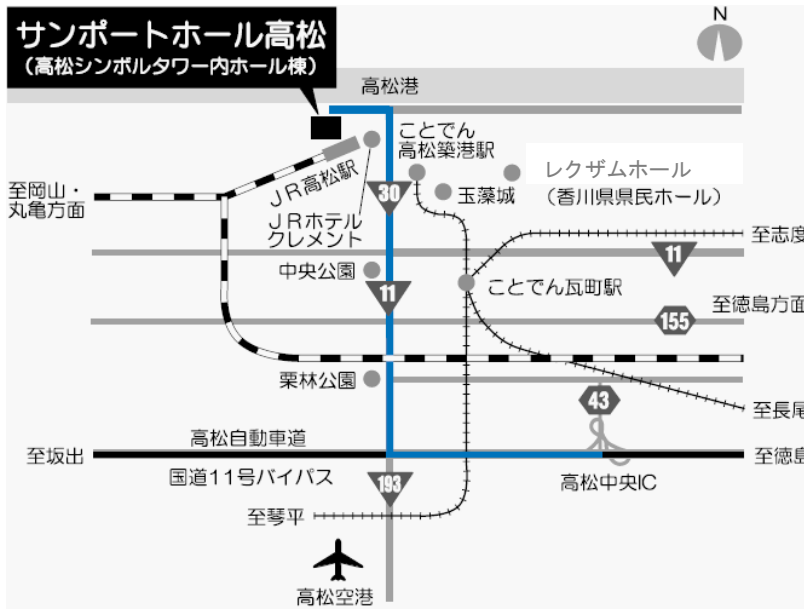 サンポートホール高松
（高松シンボルタワー内ホール棟）
N
高松港
ことでん
高松築港駅
レクザムホール
（香川県県民ホール）
玉藻城
JR高松駅
30
至岡山・
丸亀方面
JRホテル
クレメント
至志度
11
中央公園
11
ことでん瓦町駅
至徳島方面
155
栗林公園
43
至長尾
高松自動車道
至坂出
至徳島
国道11号バイパス
193
高松中央IC
至琴平
高松空港